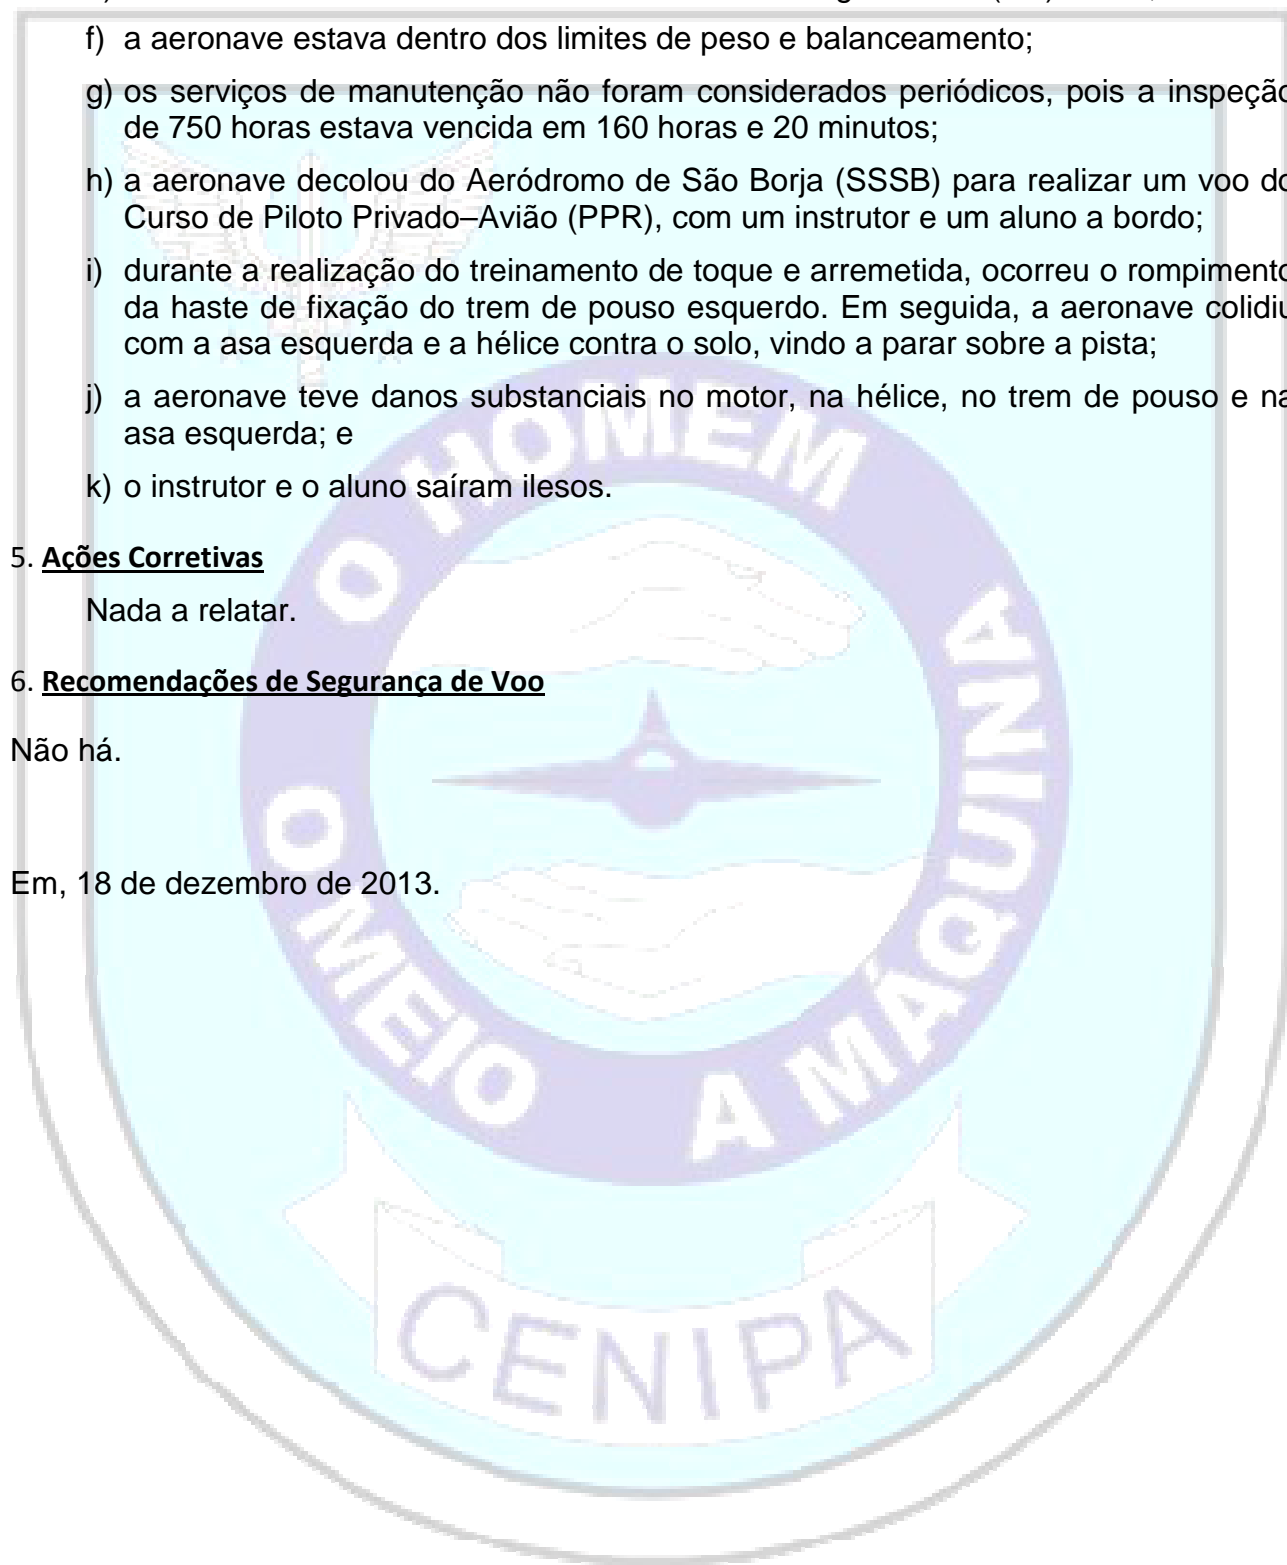 f) a aeronave estava dentro dos limites de peso e balanceamento;
g) os serviços de manutenção não foram considerados periódicos, pois a inspeção
de 750 horas estava vencida em 160 horas e 20 minutos;
h) a aeronave decolou do Aeródromo de São Borja (SSSB) para realizar um voo do
Curso de Piloto Privado–Avião (PPR), com um instrutor e um aluno a bordo;
i) durante a realização do treinamento de toque e arremetida, ocorreu o rompimento
da haste de fixação do trem de pouso esquerdo. Em seguida, a aeronave colidiu
com a asa esquerda e a hélice contra o solo, vindo a parar sobre a pista;
j) a aeronave teve danos substanciais no motor, na hélice, no trem de pouso e na
asa esquerda; e
k) o instrutor e o aluno saíram ilesos.
5. Ações Corretivas
Nada a relatar.
6. Recomendações de Segurança de Voo
Não há.
Em, 18 de dezembro de 2013.
O HOMEM
A MÁQUINA
O MEIO
CENIPA